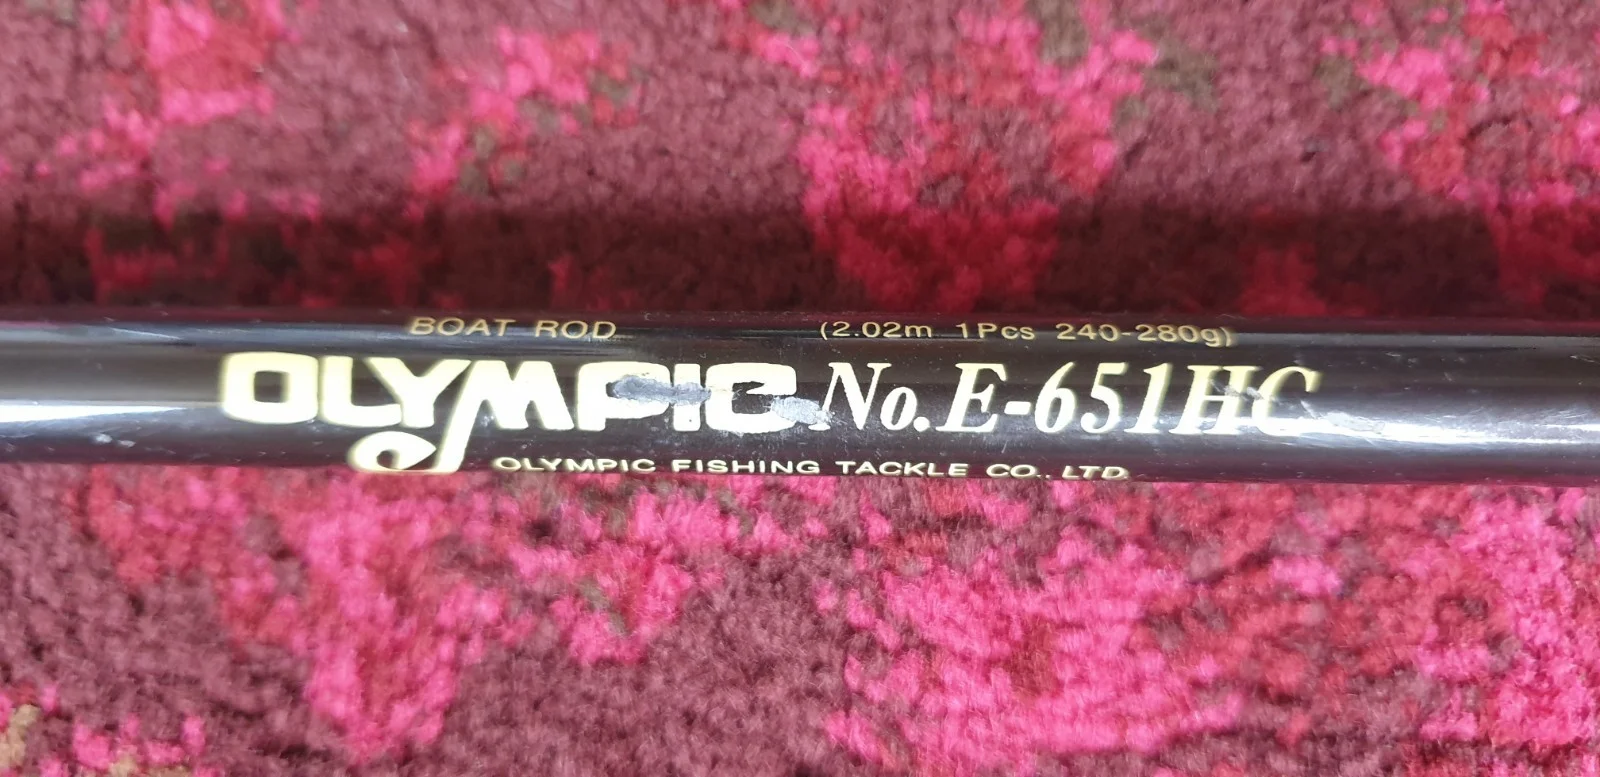 BOAT ROD (2.02m 1Pcs 240-280g)
OLYMPIC No. E-651HC
OLYMPIC FISHING TACKLE CO., LTD.